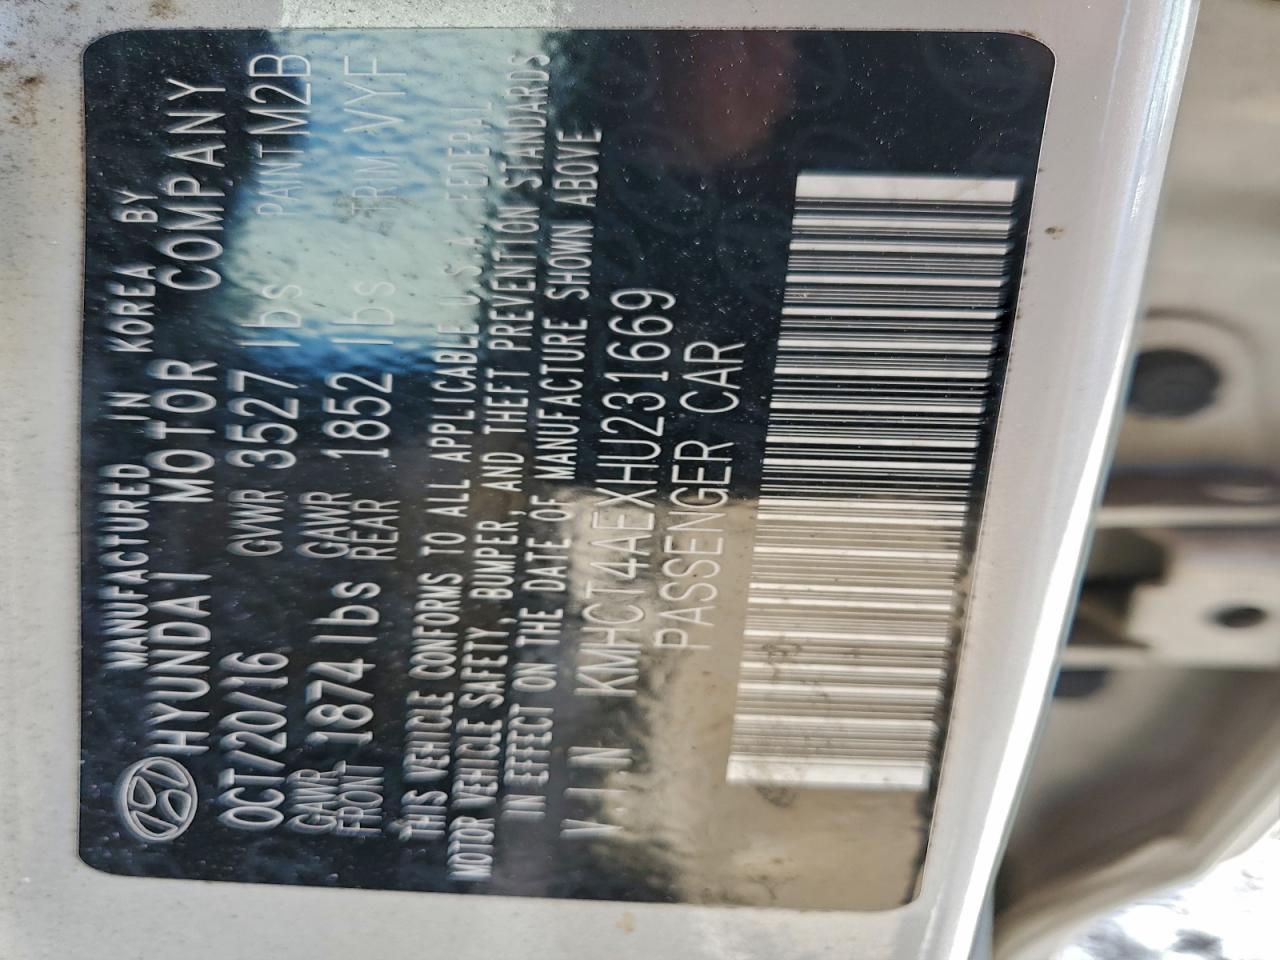 MANUFACTURED IN KOREA BY
HYUNDAI MOTOR COMPANY
OCT/20/16 GVWR 3527 lbs PAINT M2B
GAWR FRONT 1874 lbs GAWR REAR 1852 lbs TRIM VYF
THIS VEHICLE CONFORMS TO ALL APPLICABLE U.S.A FEDERAL
MOTOR VEHICLE SAFETY, BUMPER, AND THEFT PREVENTION STANDARDS
IN EFFECT ON THE DATE OF MANUFACTURE SHOWN ABOVE
V.I.N KMHCT4AEXHU231669
PASSENGER CAR